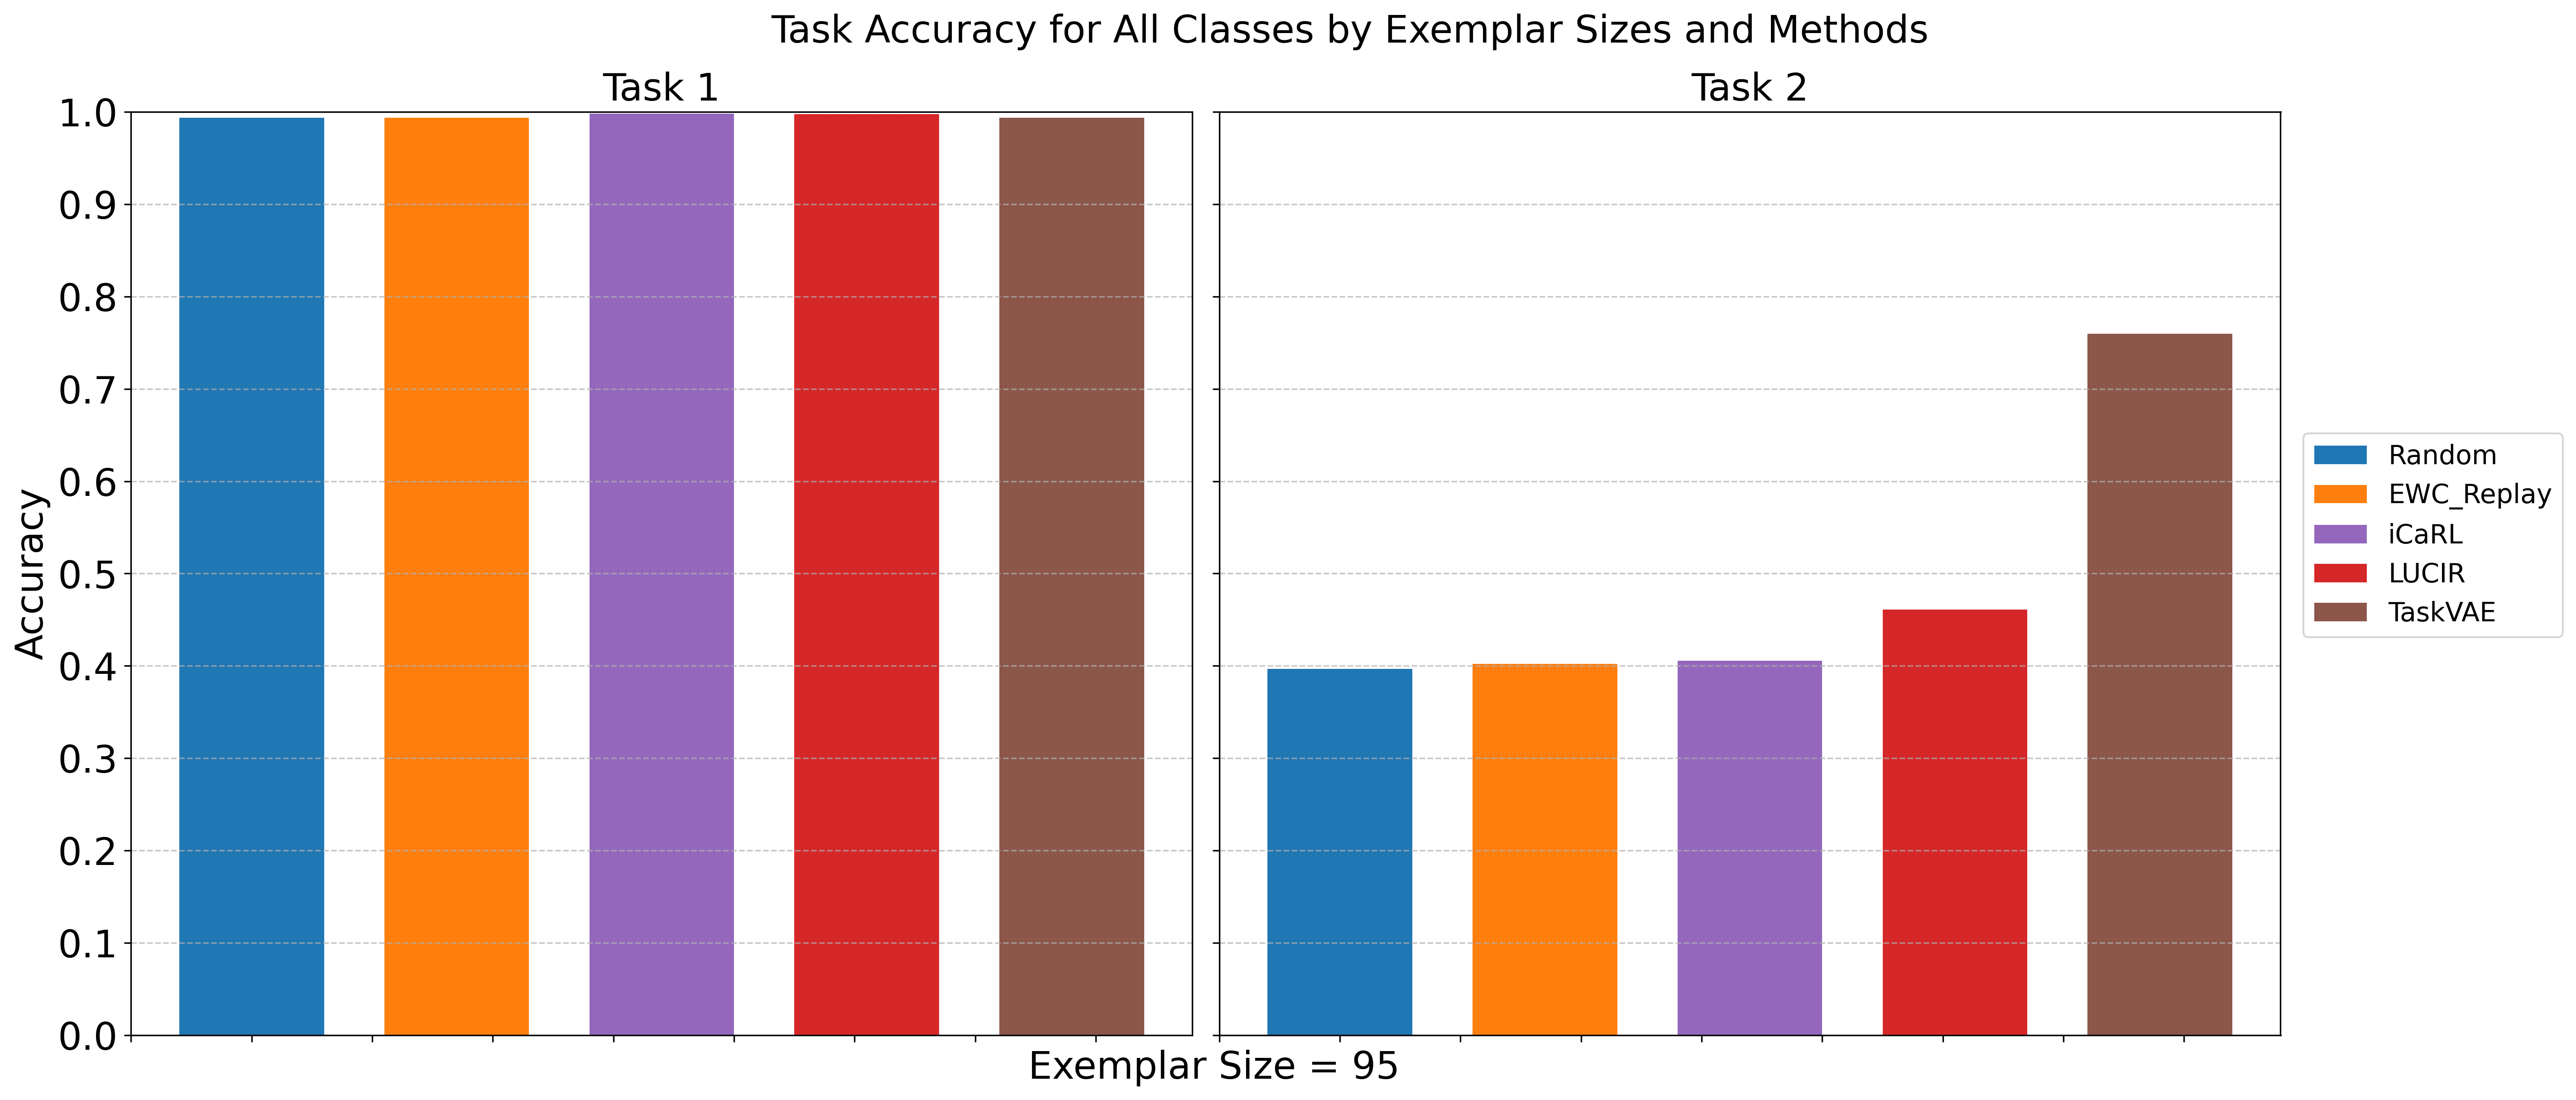 Task Accuracy for All Classes by Exemplar Sizes and Methods
Task 1
Task 2
Accuracy
1.0
0.9
0.8
0.7
0.6
0.5
0.4
0.3
0.2
0.1
0.0
Exemplar Size = 95
Random
EWC_Replay
iCaRL
LUCIR
TaskVAE